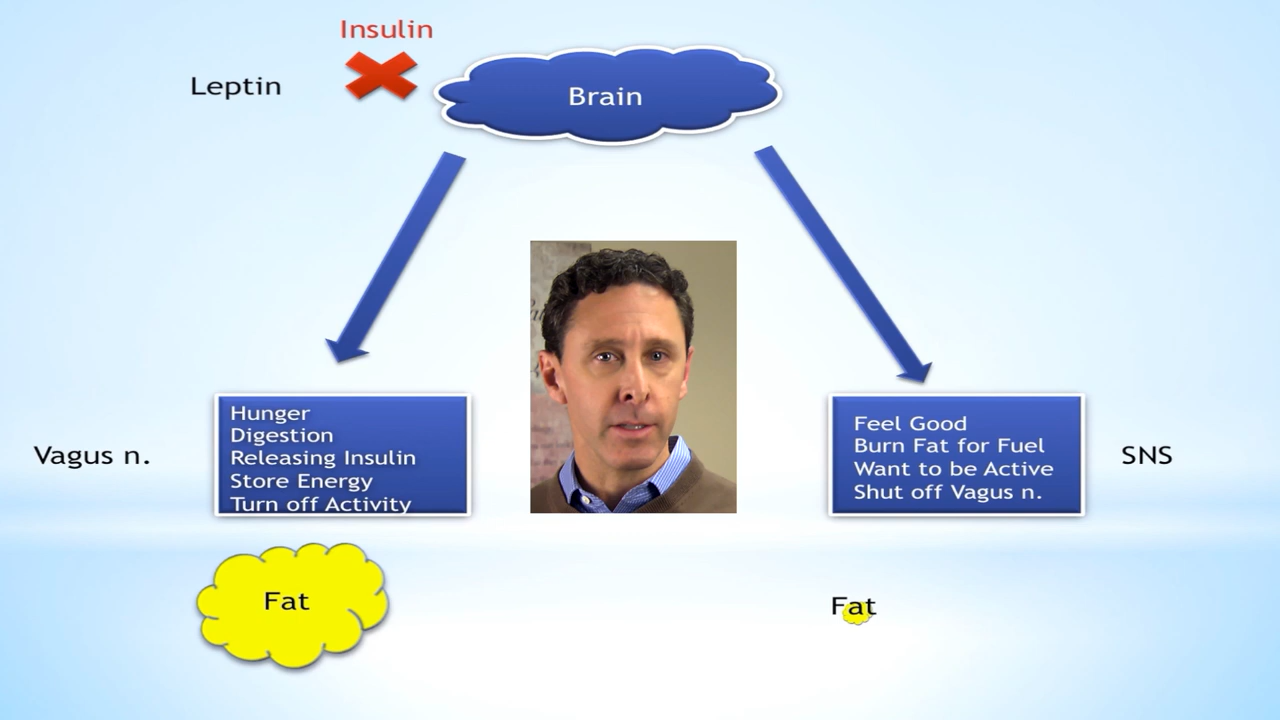 Insulin
Leptin
Brain
Hunger
Digestion
Releasing Insulin
Store Energy
Turn off Activity
Vagus n.
Feel Good
Burn Fat for Fuel
Want to be Active
Shut off Vagus n.
SNS
Fat
Fat